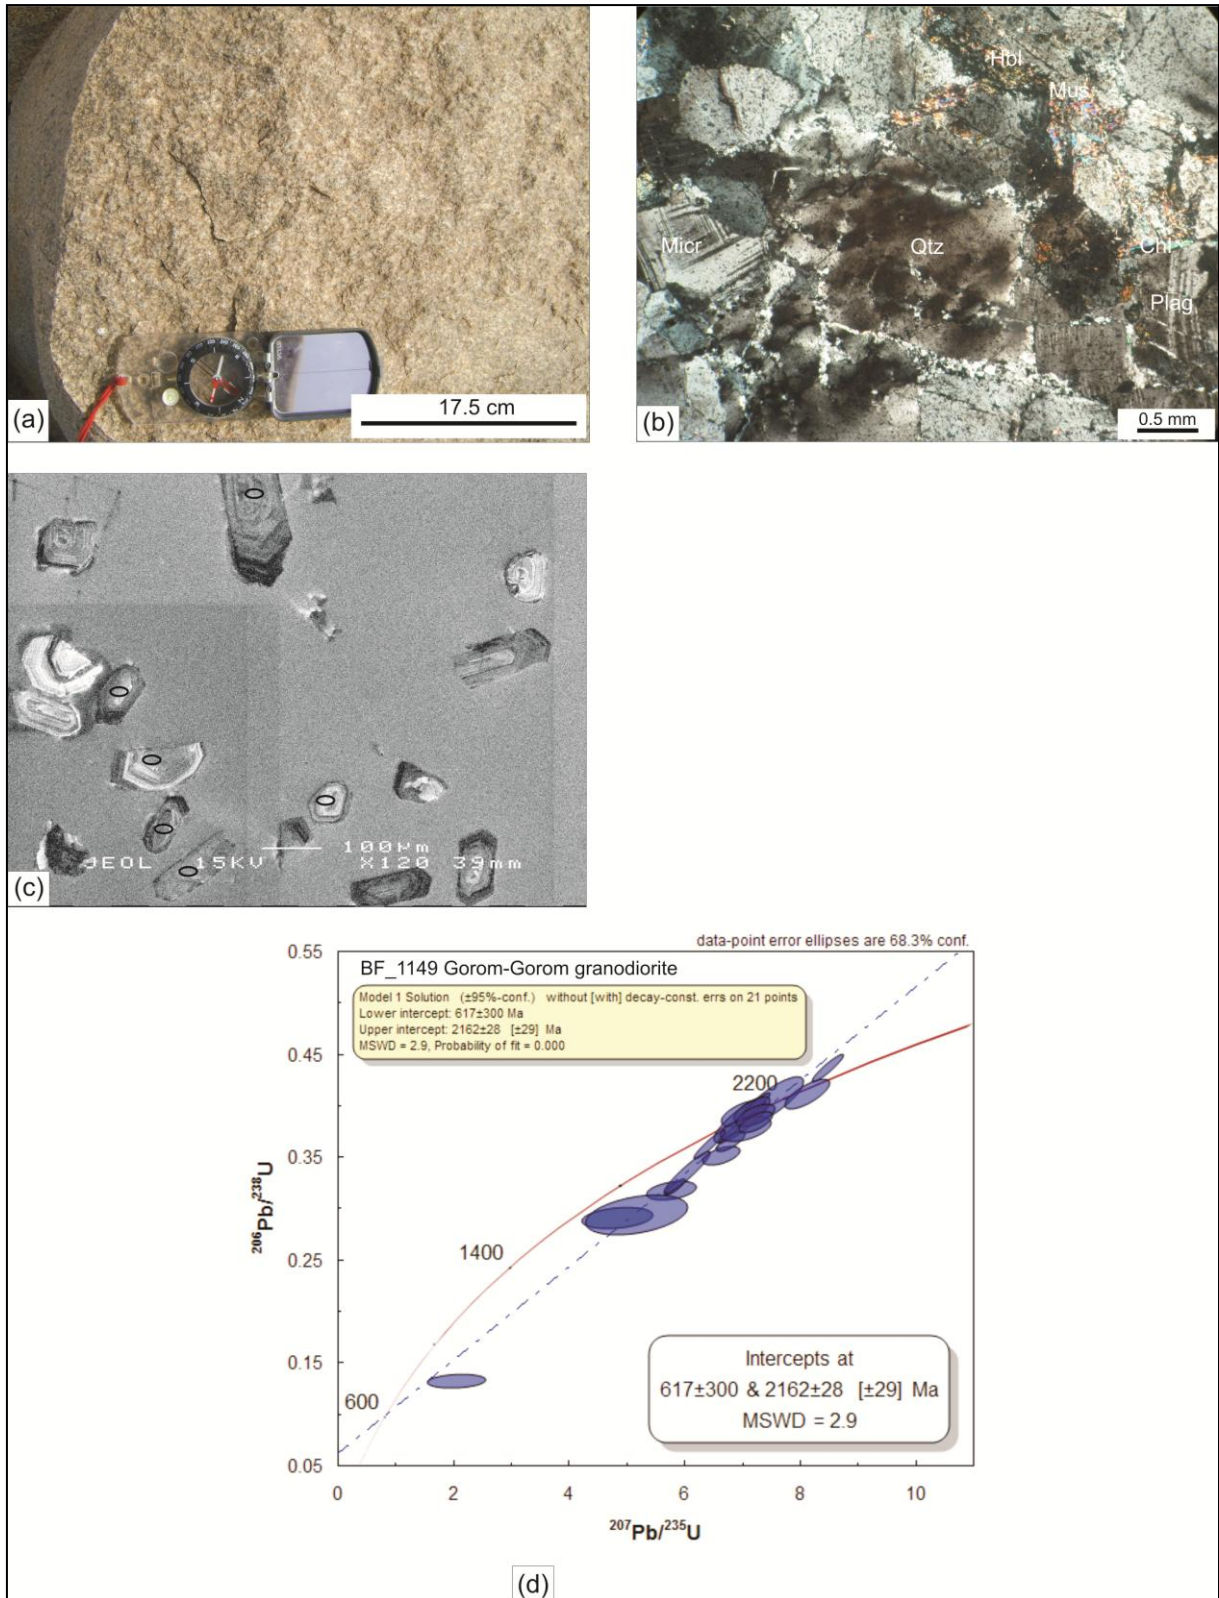 (a)
17.5 cm
Hbl
Mus
Micr
Qtz
Chl
Plag
(b)
0.5 mm
(c)
100µm
JEOL 15KV X120 39mm
data-point error ellipses are 68.3% conf.
BF_1149 Gorom-Gorom granodiorite
Model 1 Solution (±95%-conf.) without [with] decay-const. errs on 21 points
Lower intercept: 617±300 Ma
Upper intercept: 2162±28 [±29] Ma
MSWD = 2.9, Probability of fit = 0.000
0.55
0.45
0.35
0.25
0.15
0.05
2200
1400
600
Intercepts at
617±300 & 2162±28 [±29] Ma
MSWD = 2.9
0 2 4 6 8 10
²⁰⁶Pb/²³⁸U
²⁰⁷Pb/²³⁵U
(d)